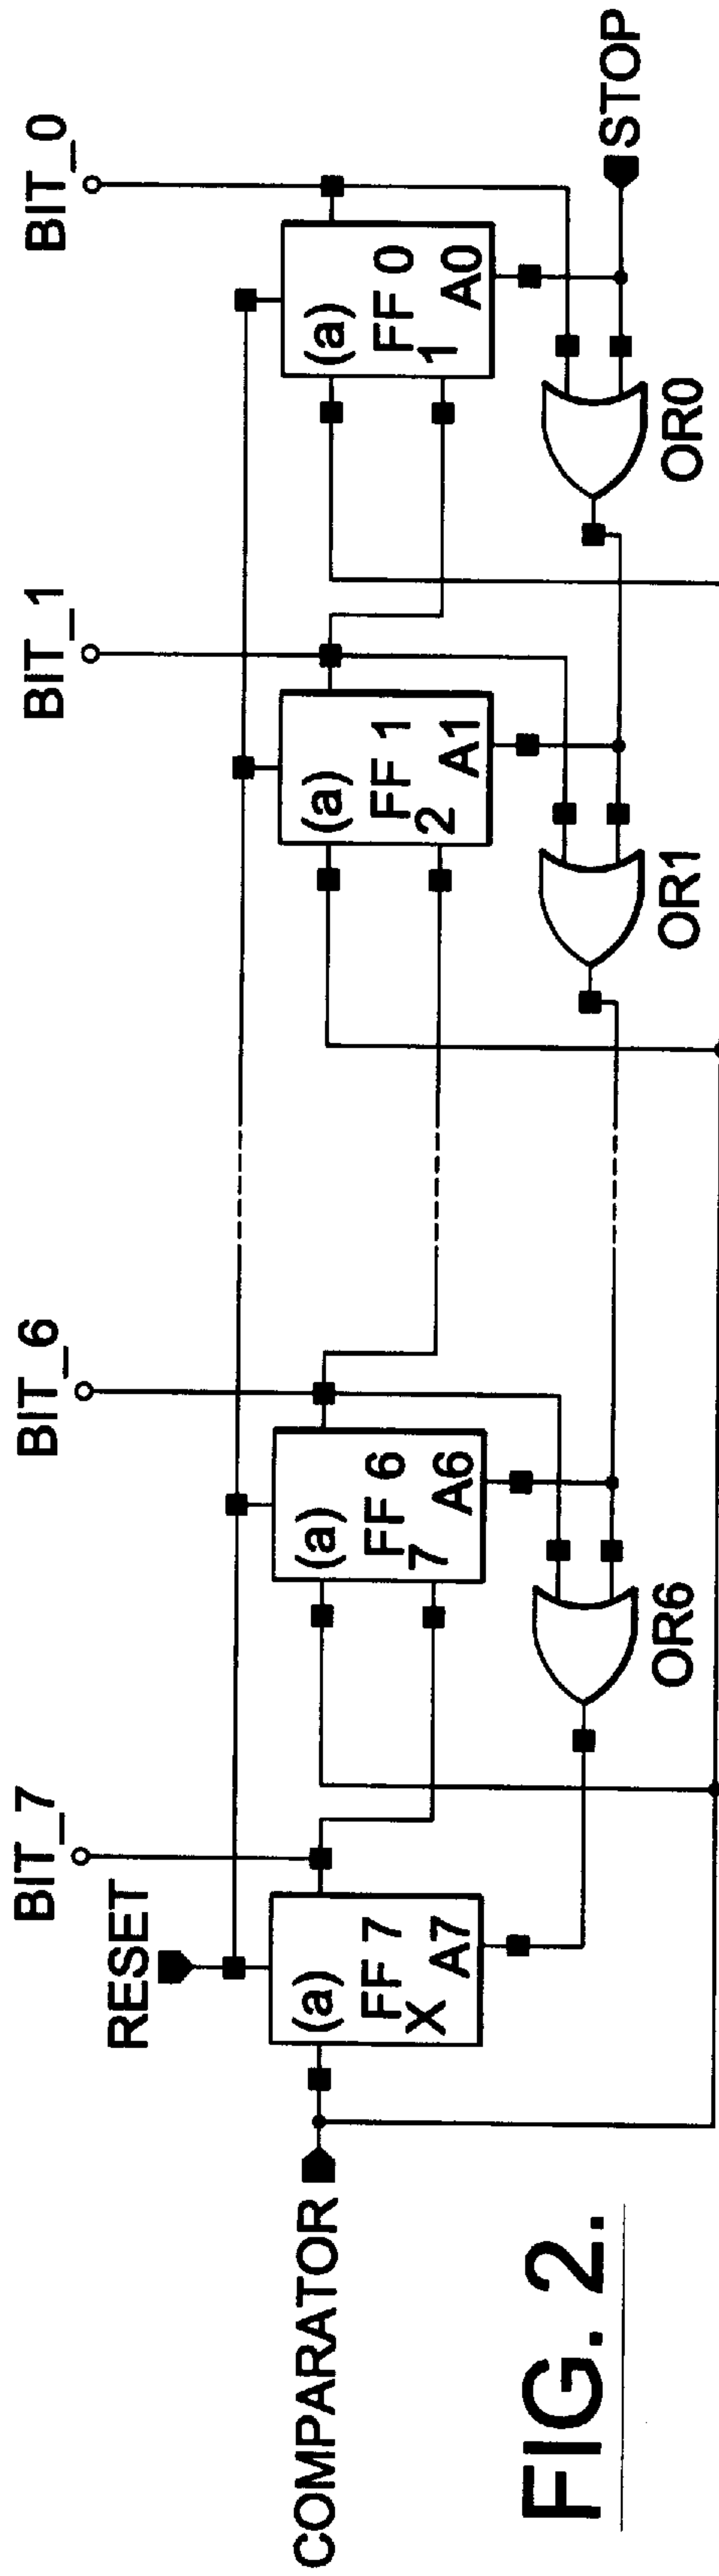 BIT_7
BIT_6
BIT_1
BIT_0
RESET
COMPARATOR
(a)
FF 7
X
A7
(a)
FF 6
7
A6
(a)
FF 1
2
A1
(a)
FF 0
1
A0
STOP
OR6
OR1
OR0
FIG. 2.